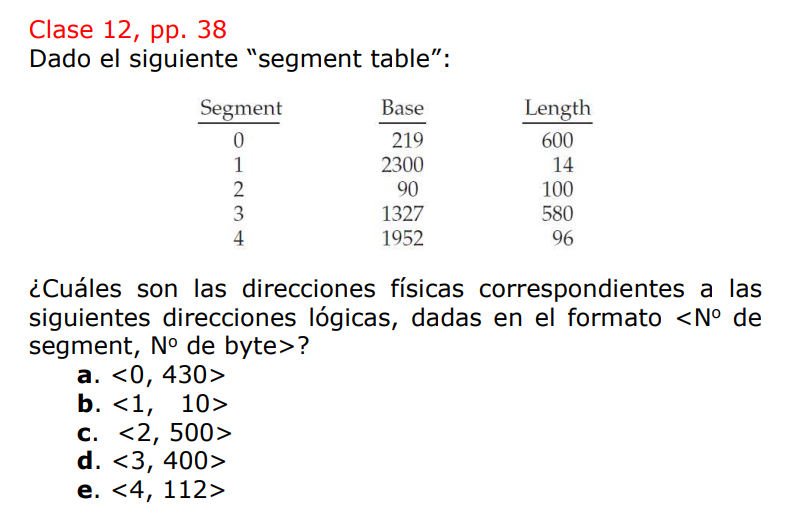 Clase 12, pp. 38
Dado el siguiente “segment table”:
Segment Base Length
0 219 600
1 2300 14
2 90 100
3 1327 580
4 1952 96
¿Cuáles son las direcciones físicas correspondientes a las
siguientes direcciones lógicas, dadas en el formato <Nº de
segment, Nº de byte>?
a. <0, 430>
b. <1, 10>
c. <2, 500>
d. <3, 400>
e. <4, 112>